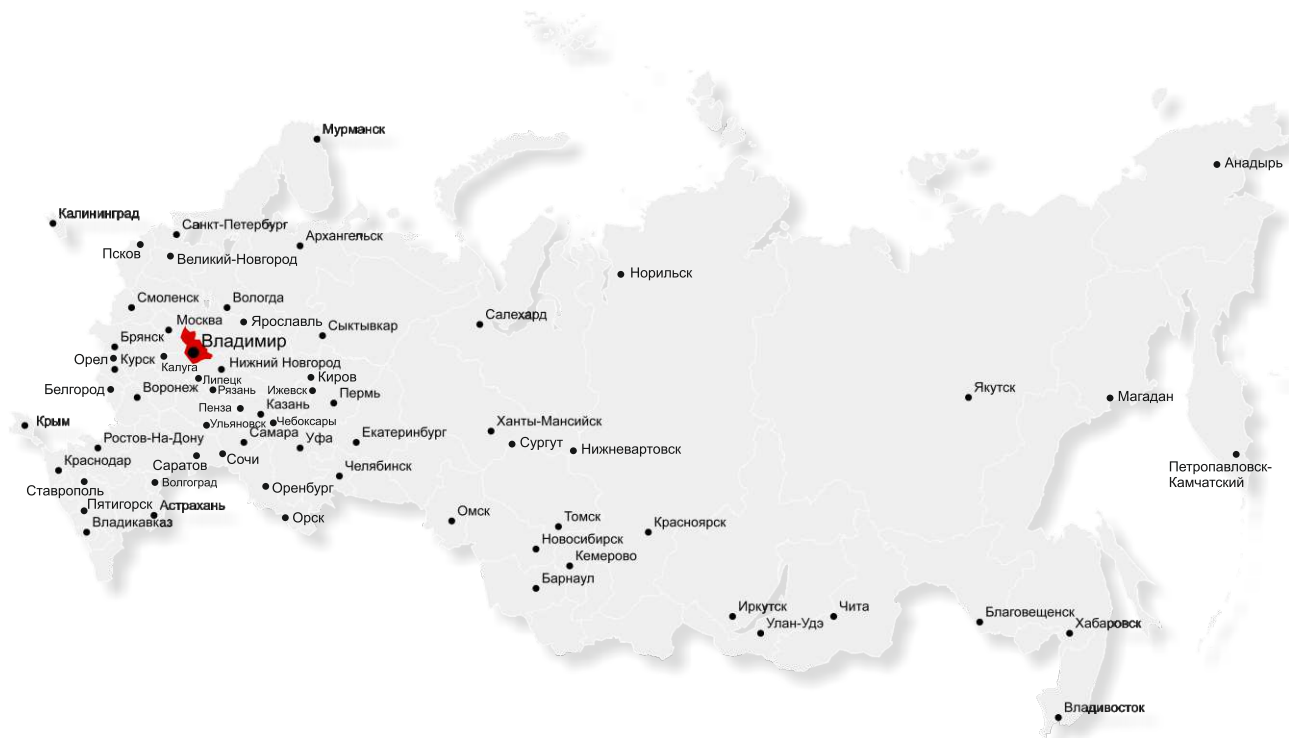 Мурманск
Анадырь
Калининград
Санкт-Петербург
Архангельск
Псков
Великий-Новгород
Норильск
Смоленск
Вологда
Салехард
Москва
Ярославль
Сыктывкар
Брянск
Владимир
Орел
Курск
Калуга
Нижний Новгород
Липецк
Киров
Белгород
Воронеж
Рязань
Ижевск
Пермь
Якутск
Магадан
Пенза
Казань
Крым
Ульяновск
Чебоксары
Ханты-Мансийск
Ростов-На-Дону
Самара
Уфа
Екатеринбург
Сургут
Нижневартовск
Краснодар
Саратов
Сочи
Челябинск
Петропавловск-
Камчатский
Ставрополь
Волгоград
Оренбург
Пятигорск
Астрахань
Владикавказ
Орск
Омск
Томск
Красноярск
Новосибирск
Кемерово
Барнаул
Иркутск
Чита
Благовещенск
Улан-Удэ
Хабаровск
Владивосток